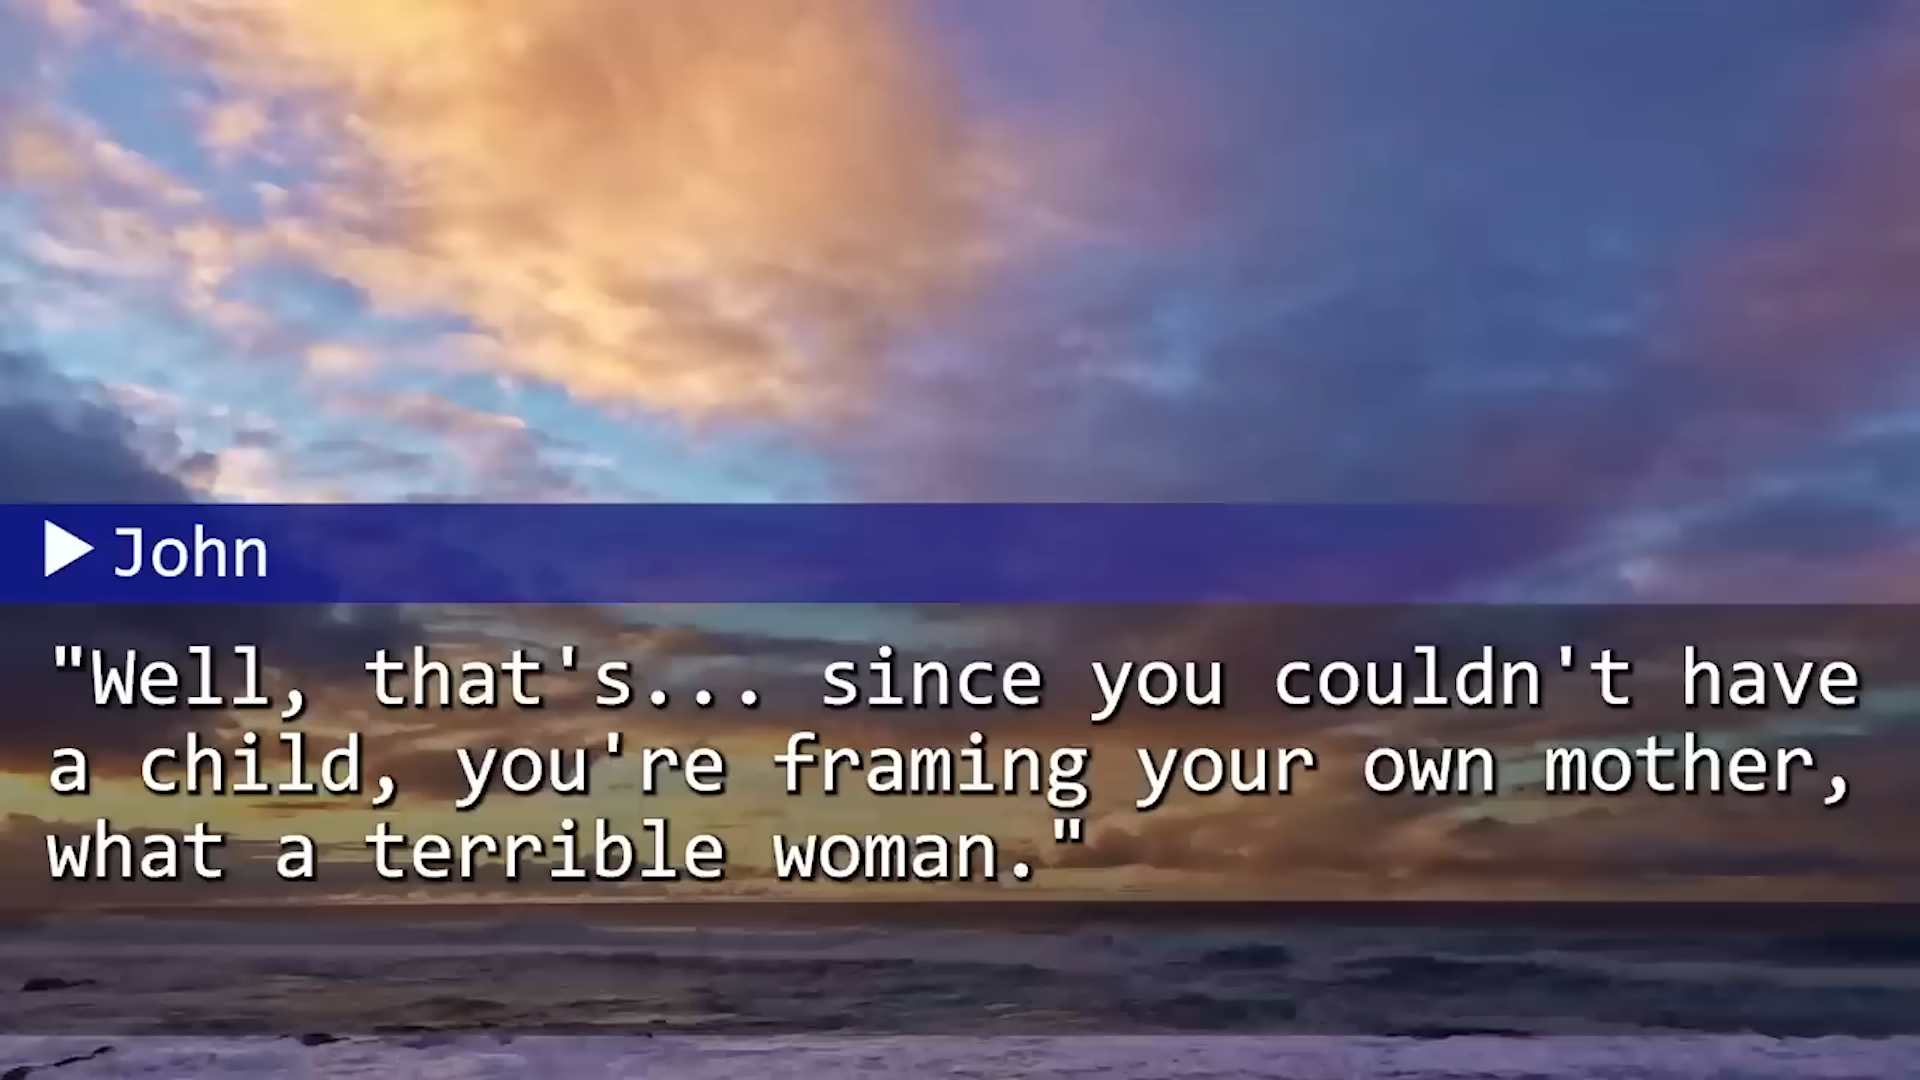 ▶ John
"Well, that's... since you couldn't have
a child, you're framing your own mother,
what a terrible woman."